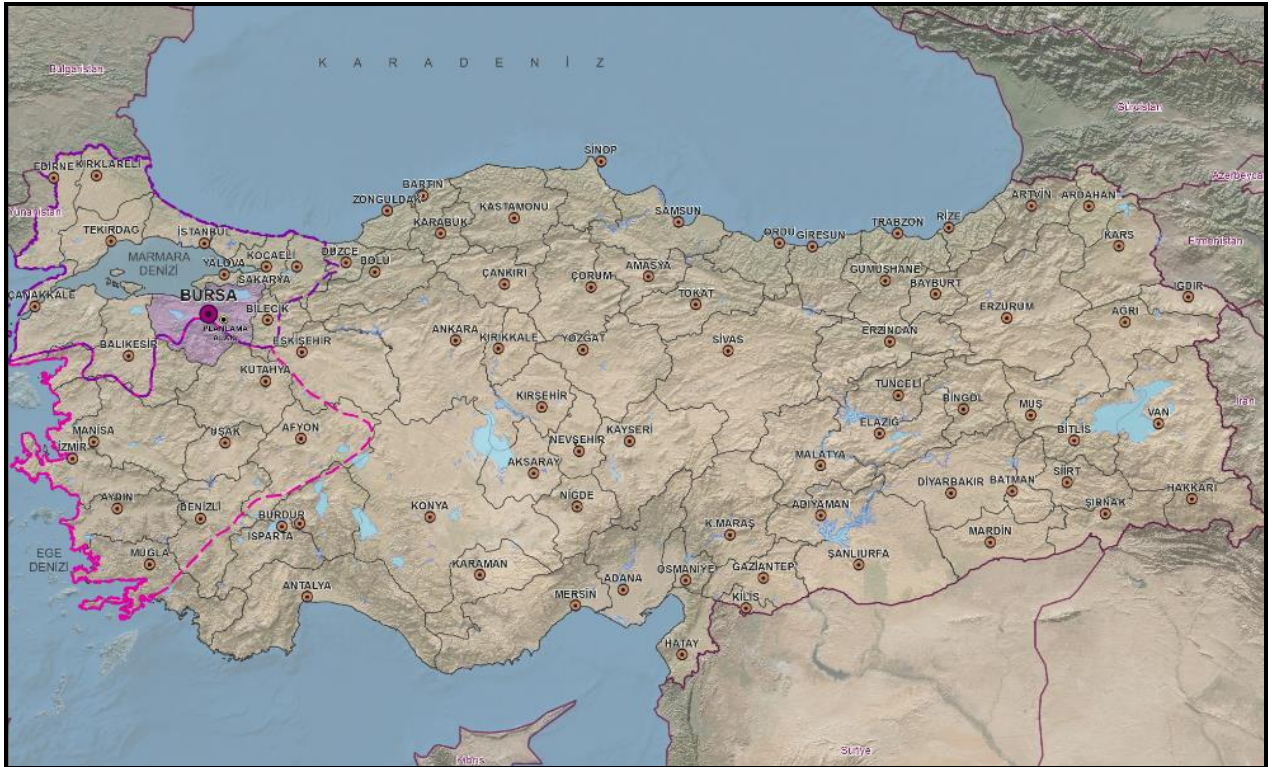 KARADENİZ
Bulgaristan
Gürcistan
SİNOP
EDİRNE
KIRKLARELİ
Azerbeyca
BARTIN
ZONGULDAK
KASTAMONU
ARTVİN
ARDAHAN
Yunanistan
SAMSUN
TRABZON
RİZE
TEKİRDAĞ
İSTANBUL
KARABÜK
ORDU
GİRESUN
KARS
Ermenistan
MARMARA
DENİZİ
YALOVA
KOCAELİ
DÜZCE
BOLU
SAKARYA
ÇANKIRI
ÇORUM
AMASYA
GÜMÜŞHANE
BAYBURT
IĞDIR
ÇANAKKALE
BURSA
BİLECİK
TOKAT
ERZURUM
AĞRI
PLANLAMA
ALANI
ANKARA
KIRIKKALE
YOZGAT
SİVAS
ERZİNCAN
BALIKESİR
ESKİŞEHİR
KÜTAHYA
TUNCELİ
BİNGÖL
MUŞ
VAN
İran
KIRŞEHİR
ELAZIĞ
BİTLİS
MANİSA
UŞAK
AFYON
NEVŞEHİR
KAYSERİ
İZMİR
AKSARAY
MALATYA
SİİRT
DİYARBAKIR
BATMAN
HAKKARİ
AYDIN
DENİZLİ
BURDUR
ISPARTA
KONYA
NİĞDE
ADIYAMAN
ŞIRNAK
K.MARAŞ
MARDİN
EGE
DENİZİ
MUĞLA
KARAMAN
OSMANİYE
GAZİANTEP
ŞANLIURFA
ANTALYA
MERSİN
ADANA
KİLİS
HATAY
Kıbrıs
Suriye